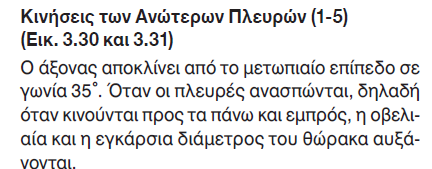 Κινήσεις των Ανώτερων Πλευρών (1-5)
(Εικ. 3.30 και 3.31)
Ο άξονας αποκλίνει από το μετωπιαίο επίπεδο σε
γωνία 35°. Όταν οι πλευρές ανασπώνται, δηλαδή
όταν κινούνται προς τα πάνω και εμπρός, η οβελι-
αία και η εγκάρσια διάμετρος του θώρακα αυξά-
νονται.